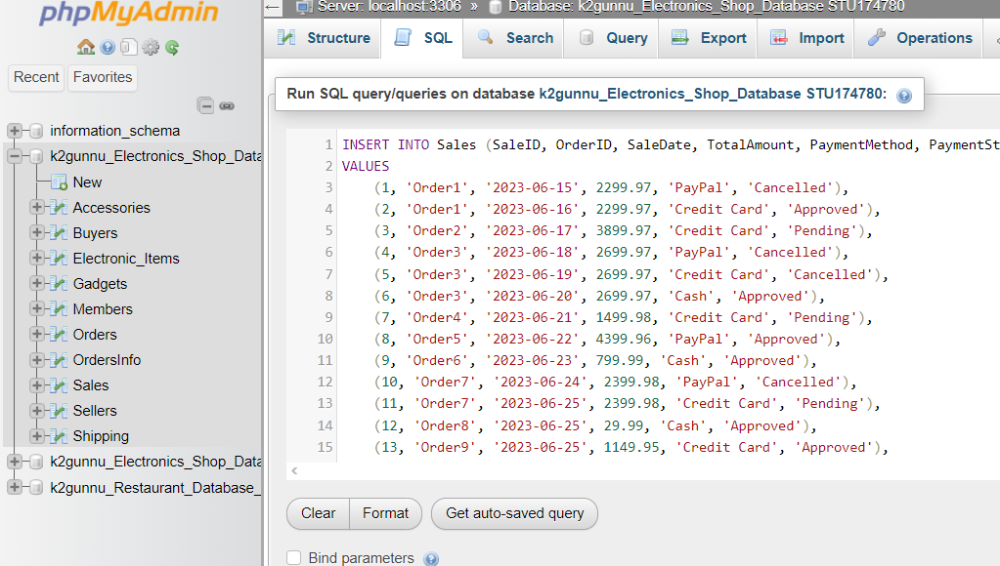 phpMyAdmin
Recent Favorites
information_schema
k2gunnu_Electronics_Shop_Data
New
Accessories
Buyers
Electronic_Items
Gadgets
Members
Orders
OrdersInfo
Sales
Sellers
Shipping
k2gunnu_Electronics_Shop_Data
k2gunnu_Restaurant_Database_
Server: localhost:3306 » Database: k2gunnu_Electronics_Shop_Database STU174780
Structure SQL Search Query Export Import Operations
Run SQL query/queries on database k2gunnu_Electronics_Shop_Database STU174780:
1 INSERT INTO Sales (SaleID, OrderID, SaleDate, TotalAmount, PaymentMethod, PaymentSt
2 VALUES
3 (1, 'Order1', '2023-06-15', 2299.97, 'PayPal', 'Cancelled'),
4 (2, 'Order1', '2023-06-16', 2299.97, 'Credit Card', 'Approved'),
5 (3, 'Order2', '2023-06-17', 3899.97, 'Credit Card', 'Pending'),
6 (4, 'Order3', '2023-06-18', 2699.97, 'PayPal', 'Cancelled'),
7 (5, 'Order3', '2023-06-19', 2699.97, 'Credit Card', 'Cancelled'),
8 (6, 'Order3', '2023-06-20', 2699.97, 'Cash', 'Approved'),
9 (7, 'Order4', '2023-06-21', 1499.98, 'Credit Card', 'Pending'),
10 (8, 'Order5', '2023-06-22', 4399.96, 'PayPal', 'Approved'),
11 (9, 'Order6', '2023-06-23', 799.99, 'Cash', 'Approved'),
12 (10, 'Order7', '2023-06-24', 2399.98, 'PayPal', 'Cancelled'),
13 (11, 'Order7', '2023-06-25', 2399.98, 'Credit Card', 'Pending'),
14 (12, 'Order8', '2023-06-25', 29.99, 'Cash', 'Approved'),
15 (13, 'Order9', '2023-06-25', 1149.95, 'Credit Card', 'Approved'),
Clear Format Get auto-saved query
Bind parameters